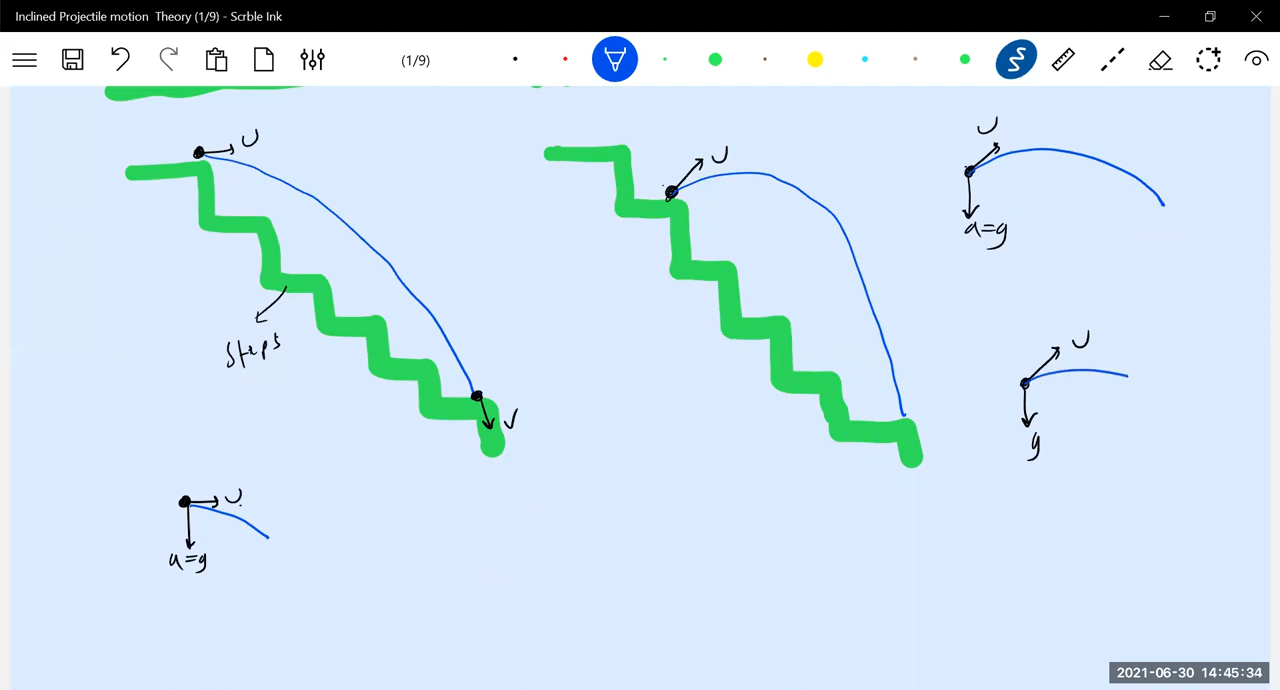 Inclined Projectile motion Theory (1/9) - Scrble Ink
(1/9)
U
U
U
a=g
steps
U
g
V
U
a=g
2021-06-30 14:45:34